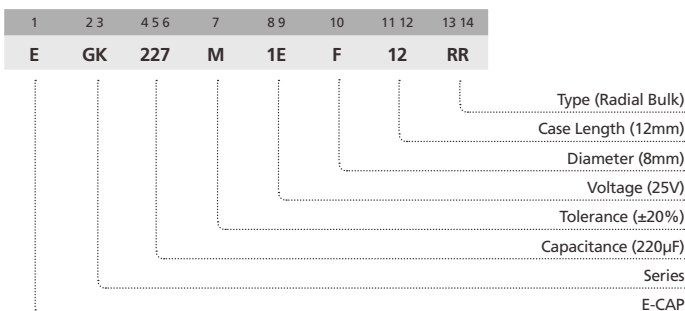 1 2 3 4 5 6 7 8 9 10 11 12 13 14
E GK 227 M 1E F 12 RR
Type (Radial Bulk)
Case Length (12mm)
Diameter (8mm)
Voltage (25V)
Tolerance (±20%)
Capacitance (220µF)
Series
E-CAP